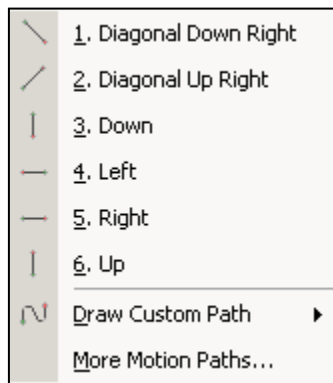 1. Diagonal Down Right
2. Diagonal Up Right
3. Down
4. Left
5. Right
6. Up
Draw Custom Path
More Motion Paths...